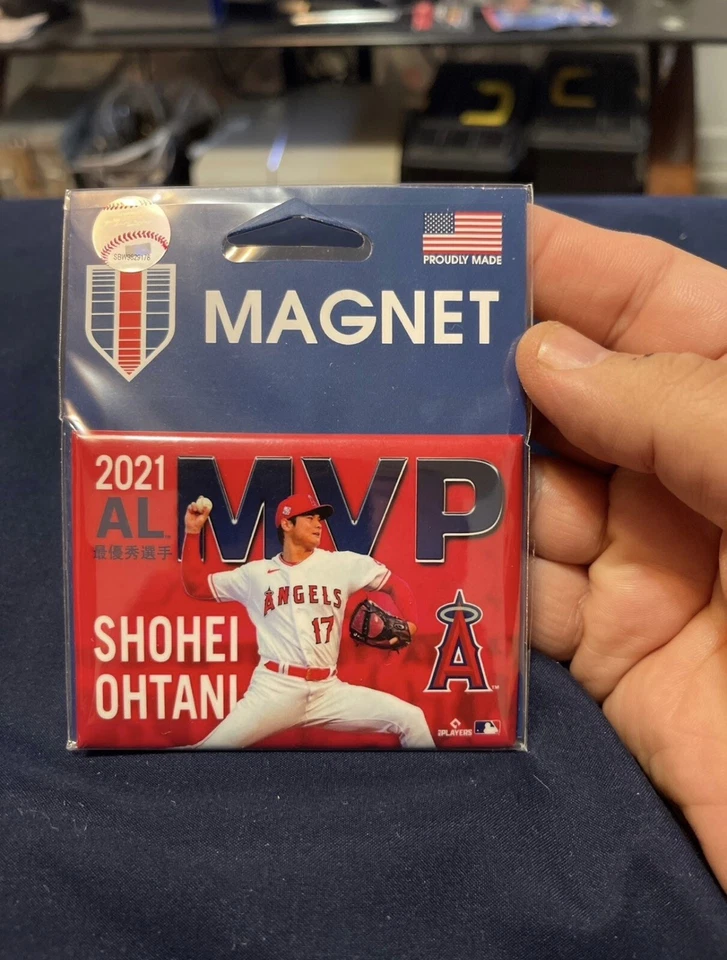 PROUDLY MADE
MAGNET
2021
MVP
AL
最優秀選手
ANGELS
17
SHOHEI
OHTANI
A
PLAYERS